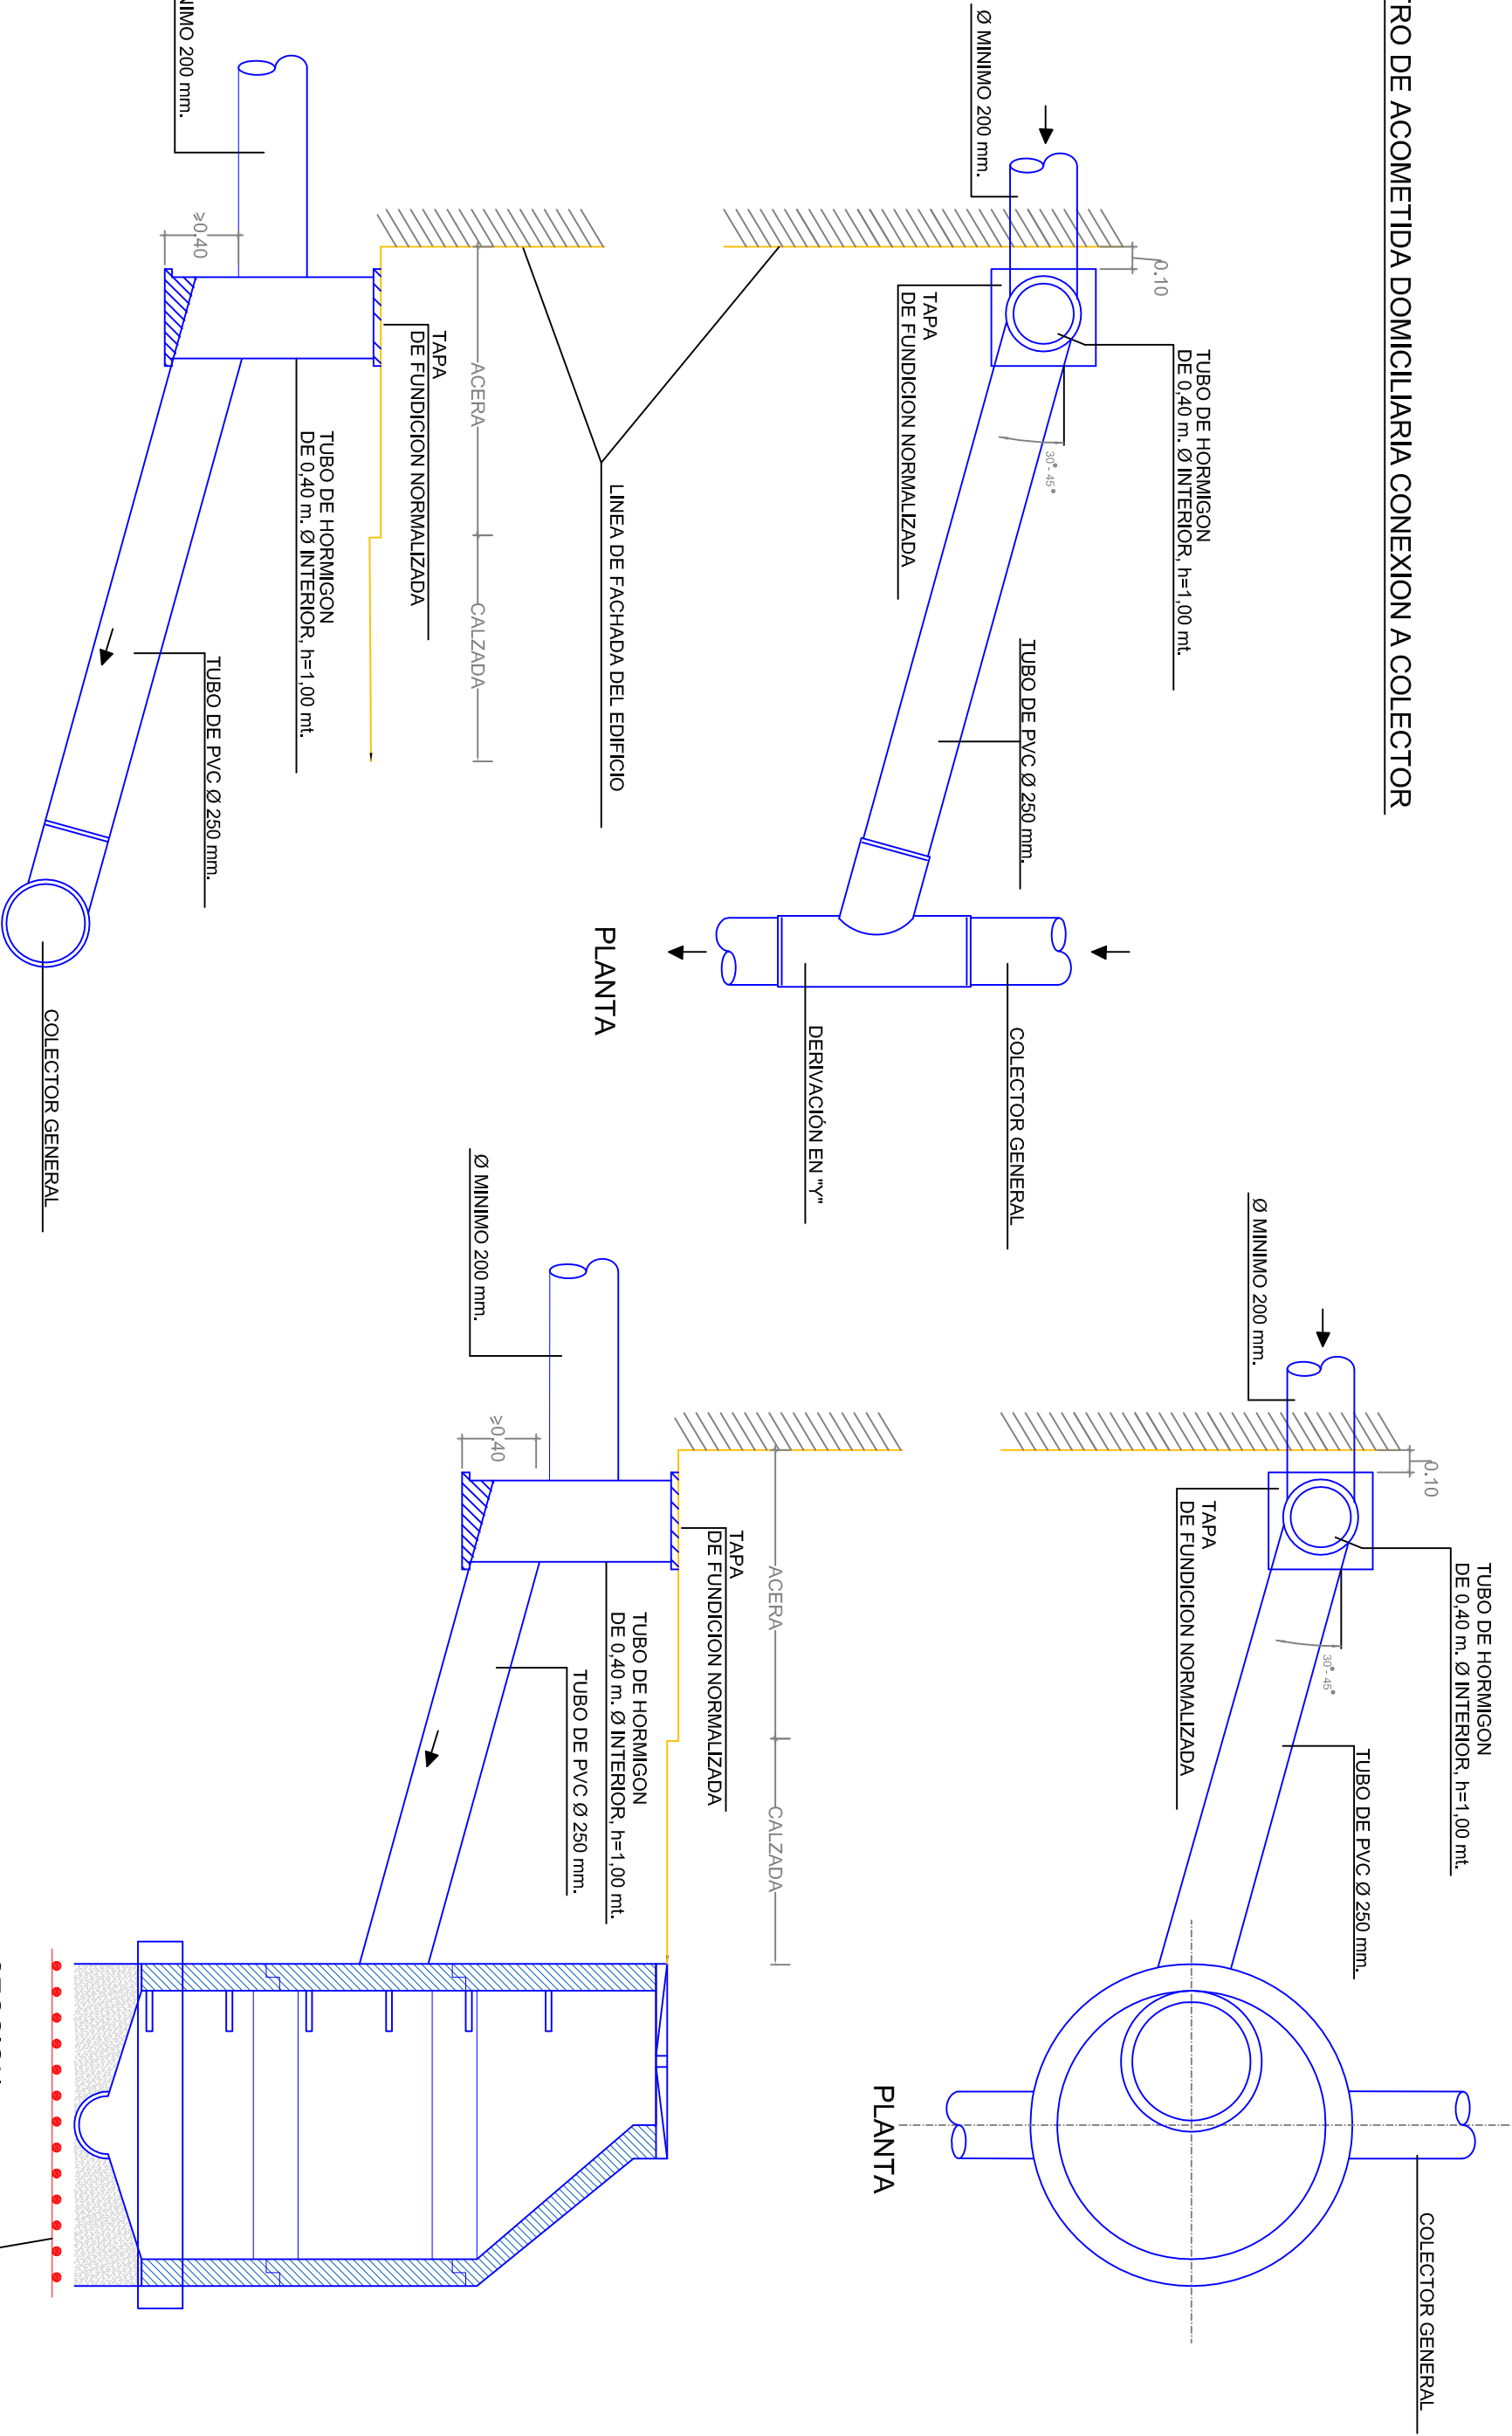 TRO DE ACOMETIDA DOMICILIARIA CONEXION A COLECTOR
Ø MINIMO 200 mm.
0.10
TUBO DE HORMIGON
DE 0,40 m. Ø INTERIOR, h=1,00 mt.
30°- 45°
TAPA
DE FUNDICION NORMALIZADA
TUBO DE PVC Ø 250 mm.
COLECTOR GENERAL
DERIVACIÓN EN "Y"
LINEA DE FACHADA DEL EDIFICIO
PLANTA
ACERA
CALZADA
TAPA
DE FUNDICION NORMALIZADA
TUBO DE HORMIGON
DE 0,40 m. Ø INTERIOR, h=1,00 mt.
≥0.40
NIMO 200 mm.
TUBO DE PVC Ø 250 mm.
COLECTOR GENERAL
Ø MINIMO 200 mm.
0.10
TUBO DE HORMIGON
DE 0,40 m. Ø INTERIOR, h=1,00 mt.
30°- 45°
TAPA
DE FUNDICION NORMALIZADA
TUBO DE PVC Ø 250 mm.
COLECTOR GENERAL
PLANTA
ACERA
CALZADA
TAPA
DE FUNDICION NORMALIZADA
TUBO DE HORMIGON
DE 0,40 m. Ø INTERIOR, h=1,00 mt.
≥0.40
Ø MINIMO 200 mm.
TUBO DE PVC Ø 250 mm.